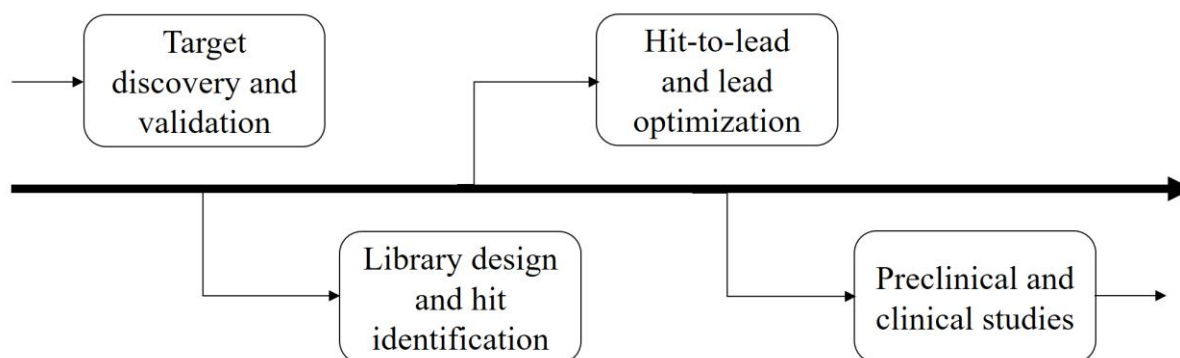 Target
discovery and
validation
Hit-to-lead
and lead
optimization
Library design
and hit
identification
Preclinical and
clinical studies